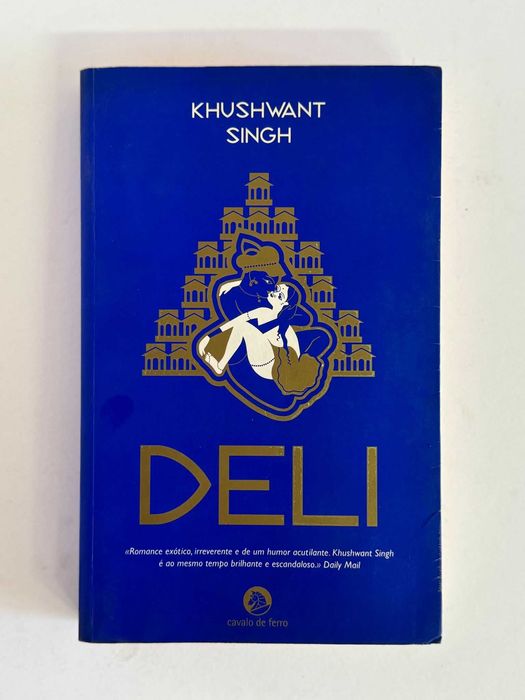 KHUSHWANT
SINGH
DELI
«Romance exótico, irreverente e de um humor acutilante. Khushwant Singh
é ao mesmo tempo brilhante e escandaloso.» Daily Mail
cavalo de ferro